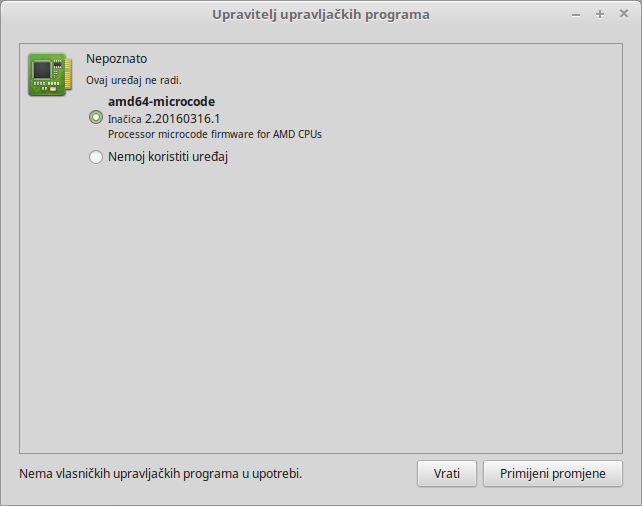 Upravitelj upravljačkih programa
Nepoznato
Ovaj uređaj ne radi.
amd64-microcode
Inačica 2.20160316.1
Processor microcode firmware for AMD CPUs
Nemoj koristiti uređaj
Nema vlasničkih upravljačkih programa u upotrebi.
Vrati
Primijeni promjene